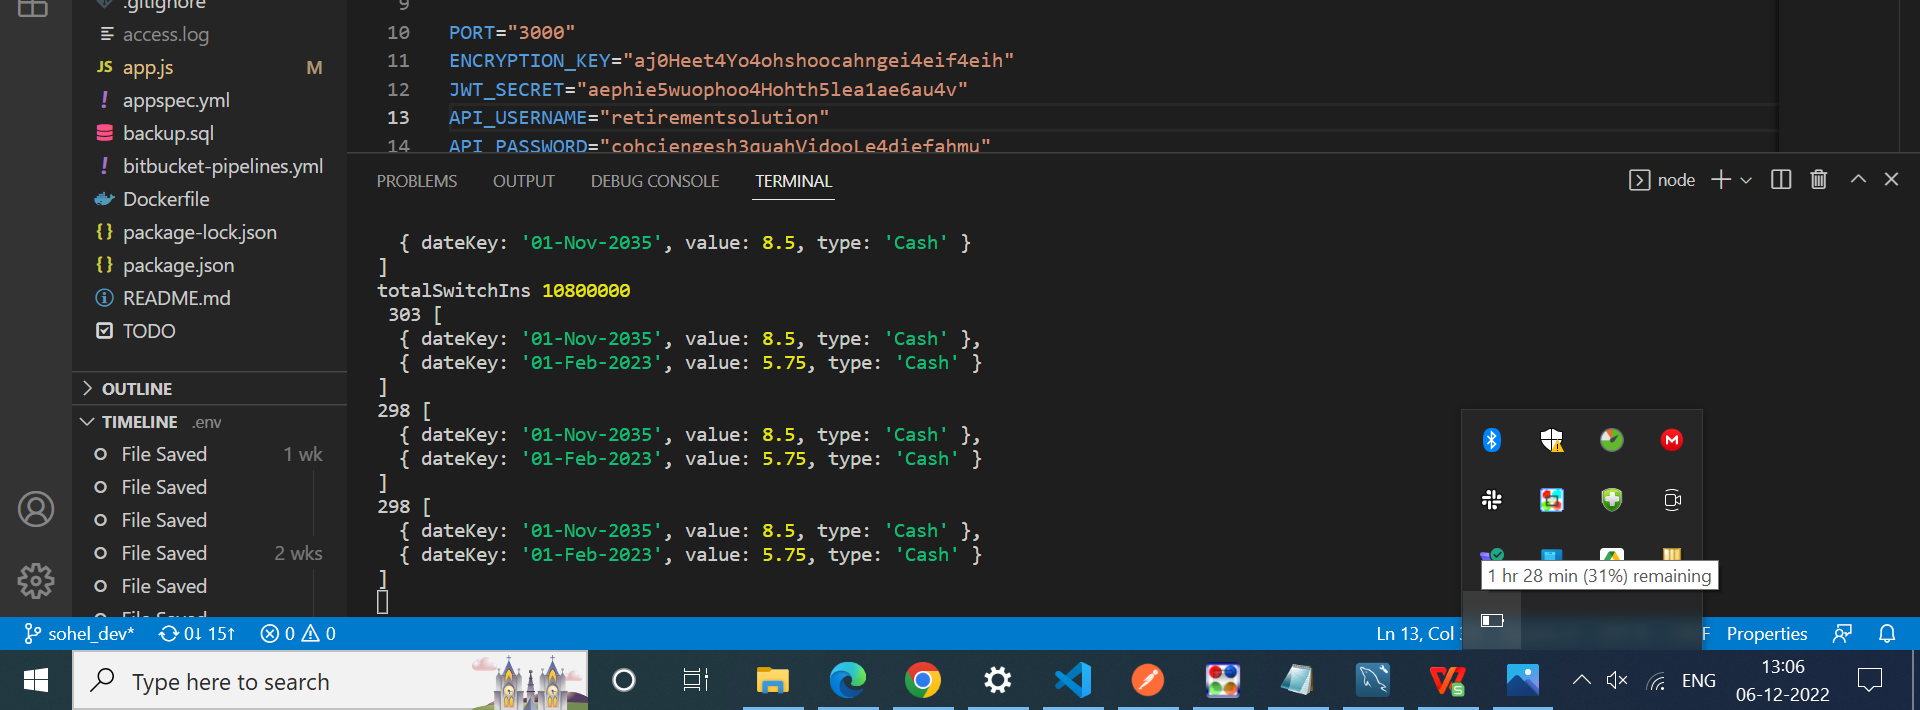 .gitignore
access.log
JS app.js M
! appspec.yml
backup.sql
! bitbucket-pipelines.yml
Dockerfile
{} package-lock.json
{} package.json
README.md
TODO
OUTLINE
TIMELINE .env
File Saved 1 wk
File Saved
File Saved
File Saved 2 wks
File Saved
File Saved
9
10 PORT="3000"
11 ENCRYPTION_KEY="aj0Heet4Yo4ohshoocahngei4eif4eih"
12 JWT_SECRET="aephie5wuophoo4Hohth5lea1ae6au4v"
13 API_USERNAME="retirementsolution"
14 API_PASSWORD="cohciengesh3quahVidooLe4diefahmu"
PROBLEMS OUTPUT DEBUG CONSOLE TERMINAL
node
{ dateKey: '01-Nov-2035', value: 8.5, type: 'Cash' }
]
totalSwitchIns 10800000
303 [
{ dateKey: '01-Nov-2035', value: 8.5, type: 'Cash' },
{ dateKey: '01-Feb-2023', value: 5.75, type: 'Cash' }
]
298 [
{ dateKey: '01-Nov-2035', value: 8.5, type: 'Cash' },
{ dateKey: '01-Feb-2023', value: 5.75, type: 'Cash' }
]
298 [
{ dateKey: '01-Nov-2035', value: 8.5, type: 'Cash' },
{ dateKey: '01-Feb-2023', value: 5.75, type: 'Cash' }
]
1 hr 28 min (31%) remaining
sohel_dev* 0↓ 15↑ 0 0
Ln 13, Col
F Properties
Type here to search
ENG
13:06
06-12-2022